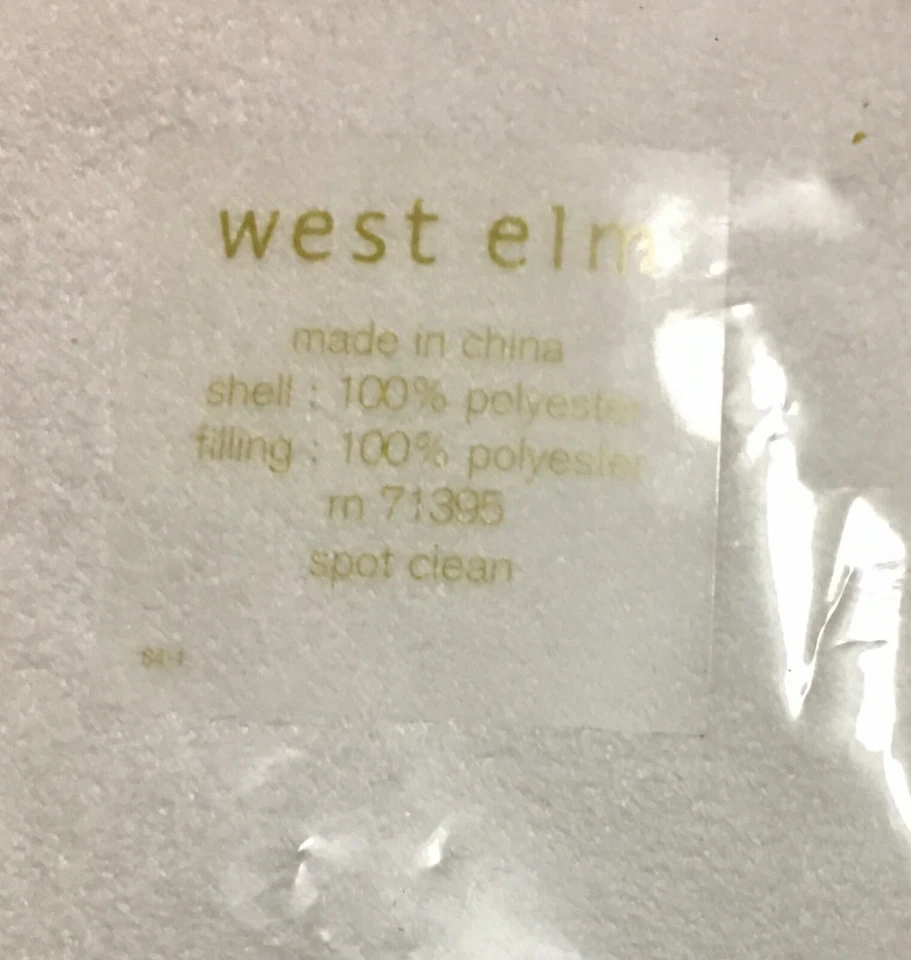 west elm
made in china
shell : 100% polyester
filling : 100% polyester
rn 71395
spot clean